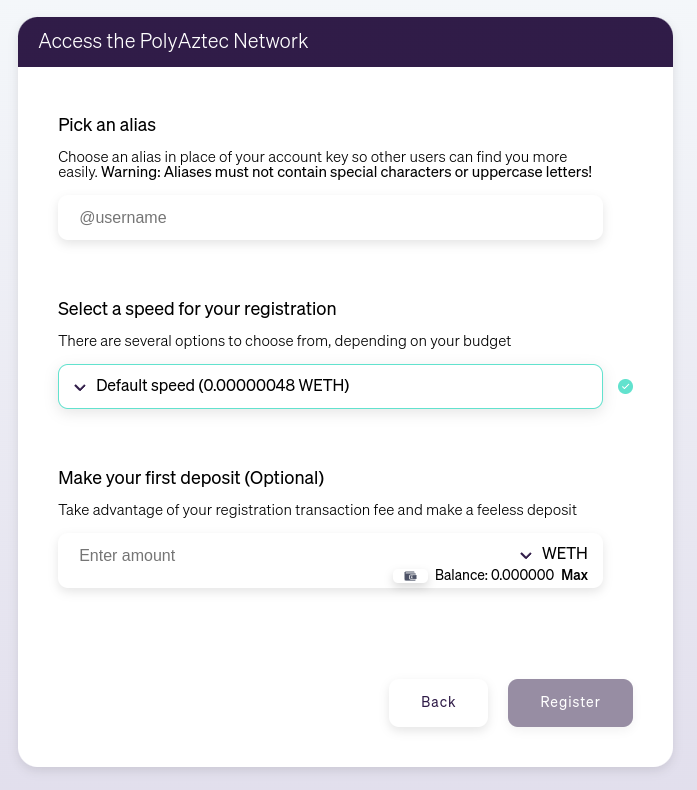 Access the PolyAztec Network
Pick an alias
Choose an alias in place of your account key so other users can find you more
easily. Warning: Aliases must not contain special characters or uppercase letters!
@username
Select a speed for your registration
There are several options to choose from, depending on your budget
Default speed (0.00000048 WETH)
Make your first deposit (Optional)
Take advantage of your registration transaction fee and make a feeless deposit
Enter amount
WETH
Balance: 0.000000 Max
Back
Register